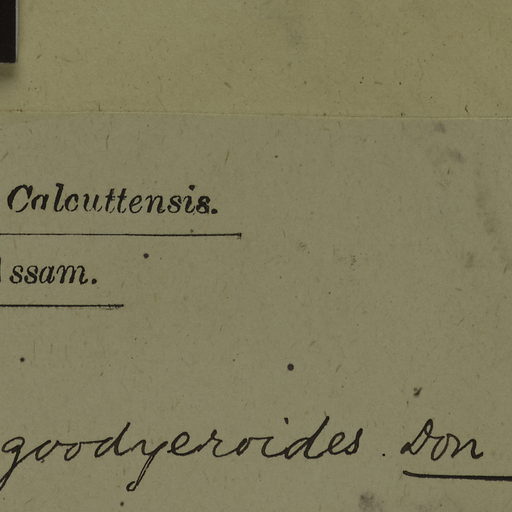 Calcuttensis.
ssam.
goodyeroides. Don